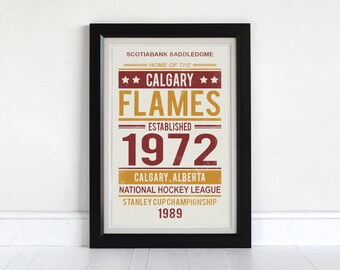 SCOTIABANK SADDLEDOME
HOME OF THE
CALGARY
FLAMES
ESTABLISHED
1972
CALGARY, ALBERTA
NATIONAL HOCKEY LEAGUE
STANLEY CUP CHAMPIONSHIP
1989